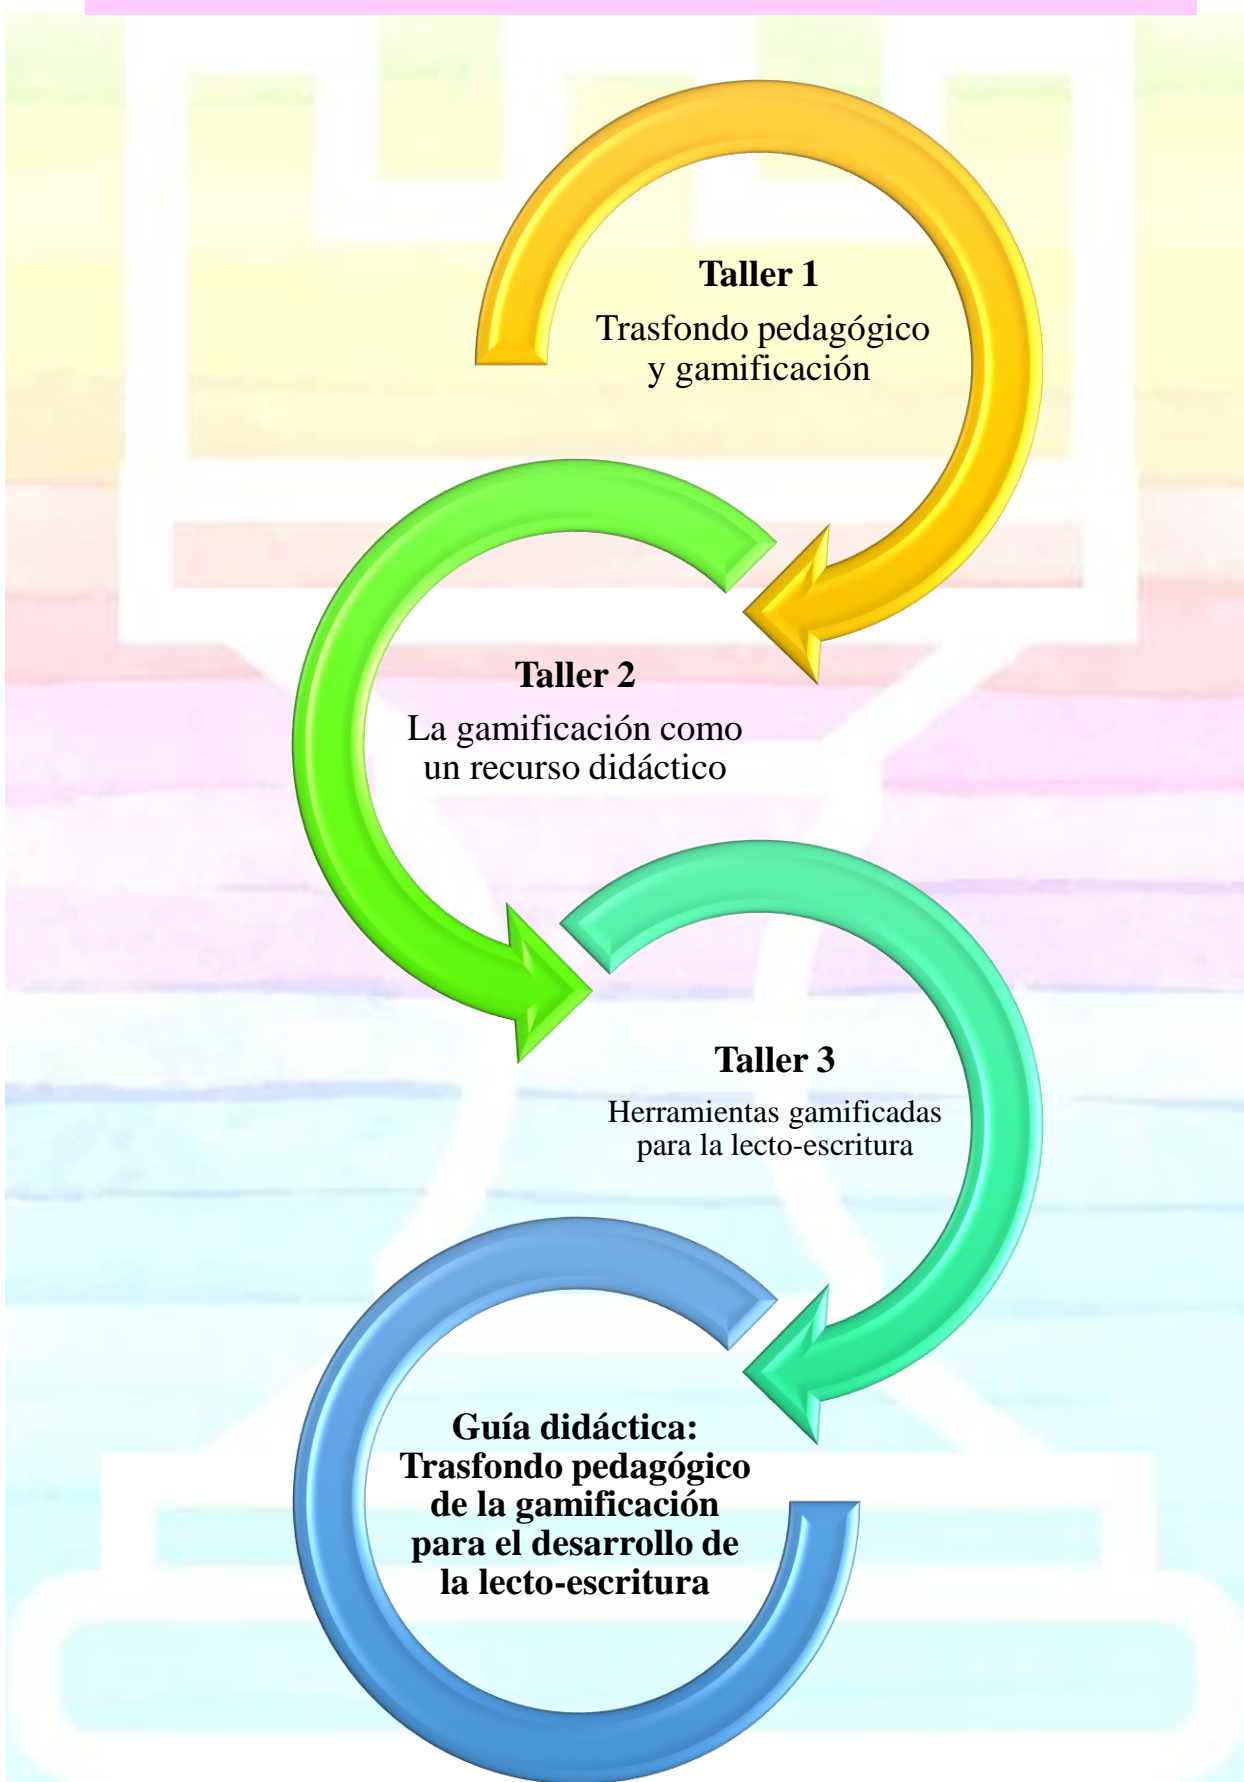 Taller 1
Trasfondo pedagógico
y gamificación
Taller 2
La gamificación como
un recurso didáctico
Taller 3
Herramientas gamificadas
para la lecto-escritura
Guía didáctica:
Trasfondo pedagógico
de la gamificación
para el desarrollo de
la lecto-escritura